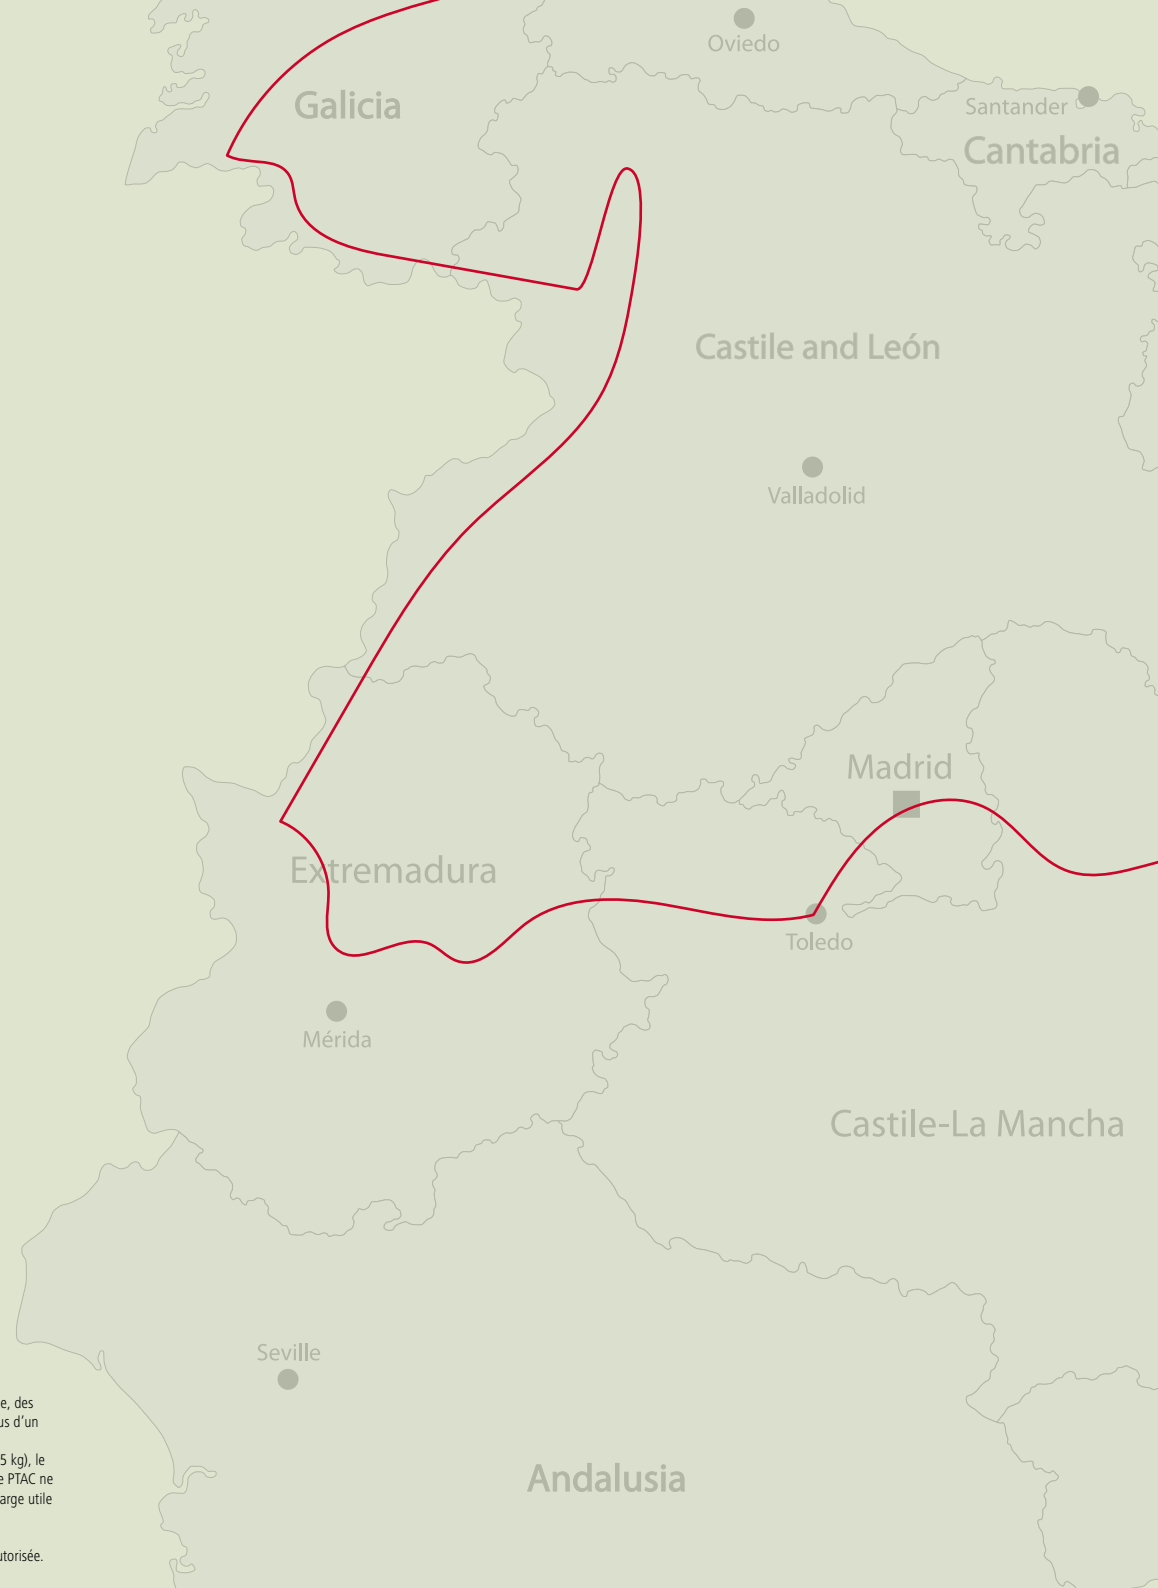 Oviedo
Galicia
Santander
Cantabria
Castile and León
Valladolid
Madrid
Extremadura
Toledo
Mérida
Castile-La Mancha
Seville
e, des
us d’un
5 kg), le
e PTAC ne
arge utile
utorisée.
Andalusia